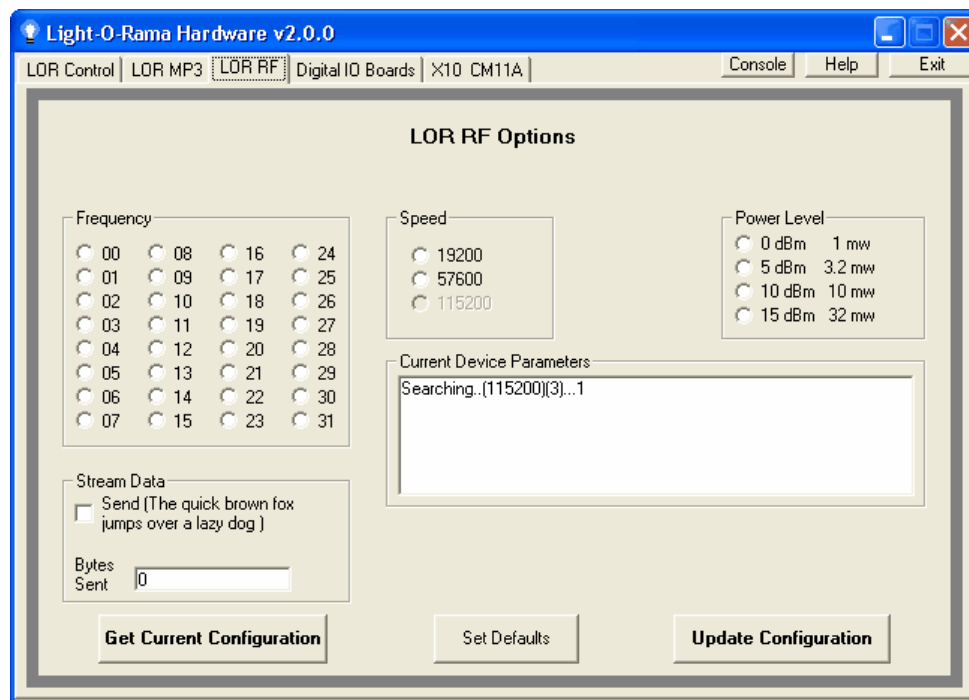 Light-O-Rama Hardware v2.0.0
LOR Control LOR MP3 LOR RF Digital IO Boards X10 CM11A Console Help Exit
LOR RF Options
Frequency
00 08 16 24
01 09 17 25
02 10 18 26
03 11 19 27
04 12 20 28
05 13 21 29
06 14 22 30
07 15 23 31
Speed
19200
57600
115200
Power Level
0 dBm 1 mw
5 dBm 3.2 mw
10 dBm 10 mw
15 dBm 32 mw
Current Device Parameters
Searching..(115200)(3)...1
Stream Data
Send (The quick brown fox
jumps over a lazy dog )
Bytes
Sent 0
Get Current Configuration Set Defaults Update Configuration